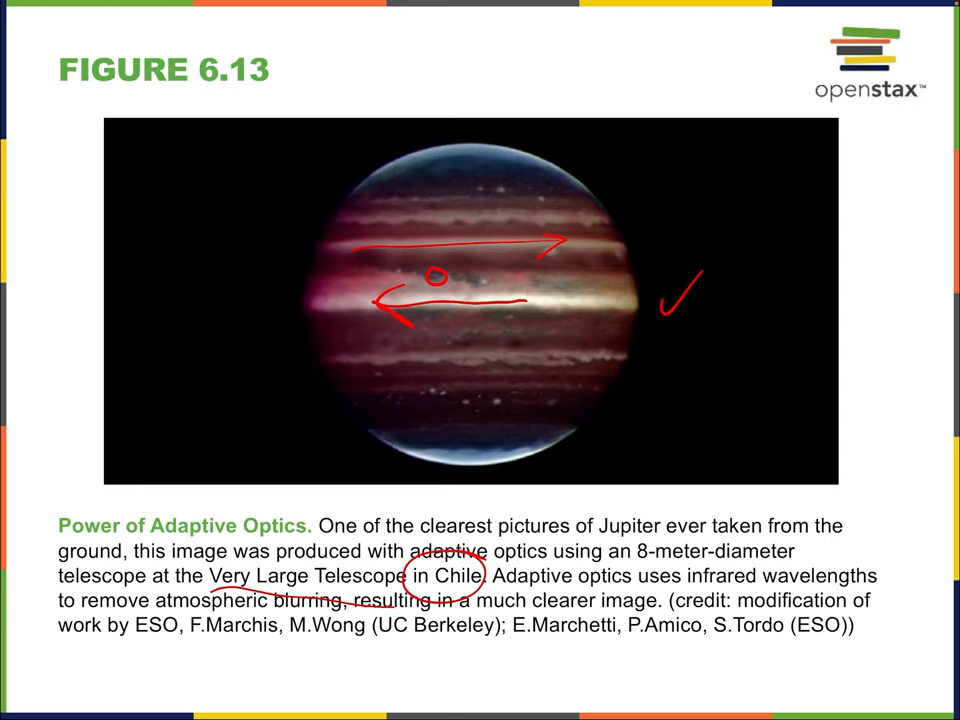 FIGURE 6.13
openstax™
Power of Adaptive Optics. One of the clearest pictures of Jupiter ever taken from the
ground, this image was produced with adaptive optics using an 8-meter-diameter
telescope at the Very Large Telescope in Chile. Adaptive optics uses infrared wavelengths
to remove atmospheric blurring, resulting in a much clearer image. (credit: modification of
work by ESO, F.Marchis, M.Wong (UC Berkeley); E.Marchetti, P.Amico, S.Tordo (ESO))